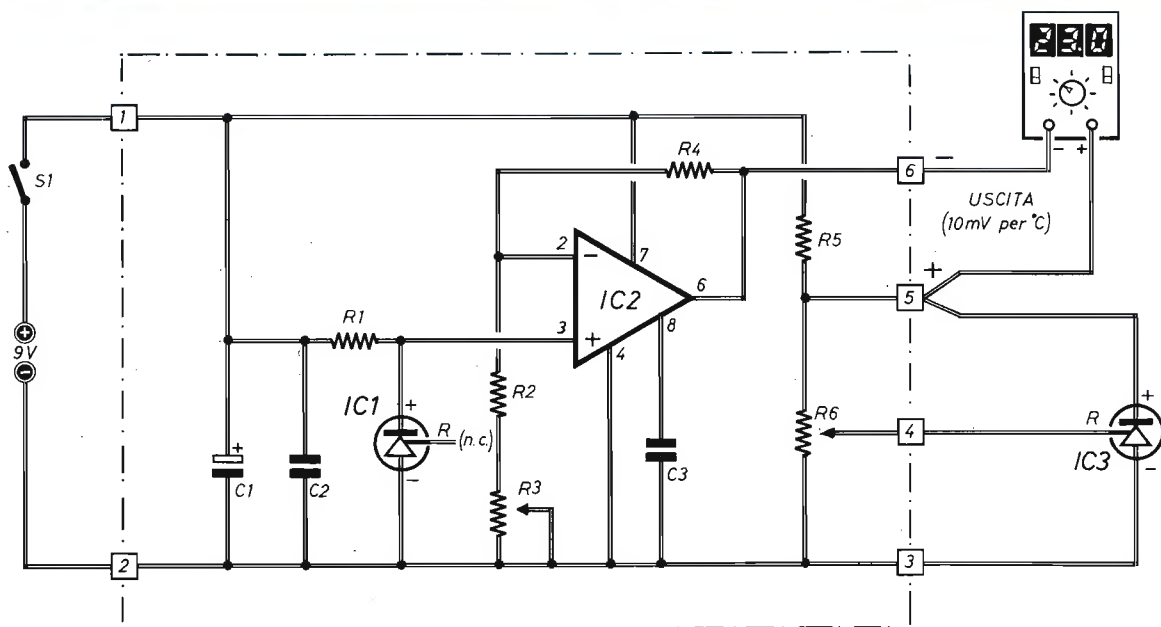 23.0
- +
1
R4
6
-
S1
USCITA
(10mV per °C)
R5
2
-
7
+
5
IC2
6
R1
3
+
8
4
+
9V
-
IC1
+
R
(n.c.)
-
R2
R6
4
R
+
IC3
-
+
C1
C2
R3
C3
2
3